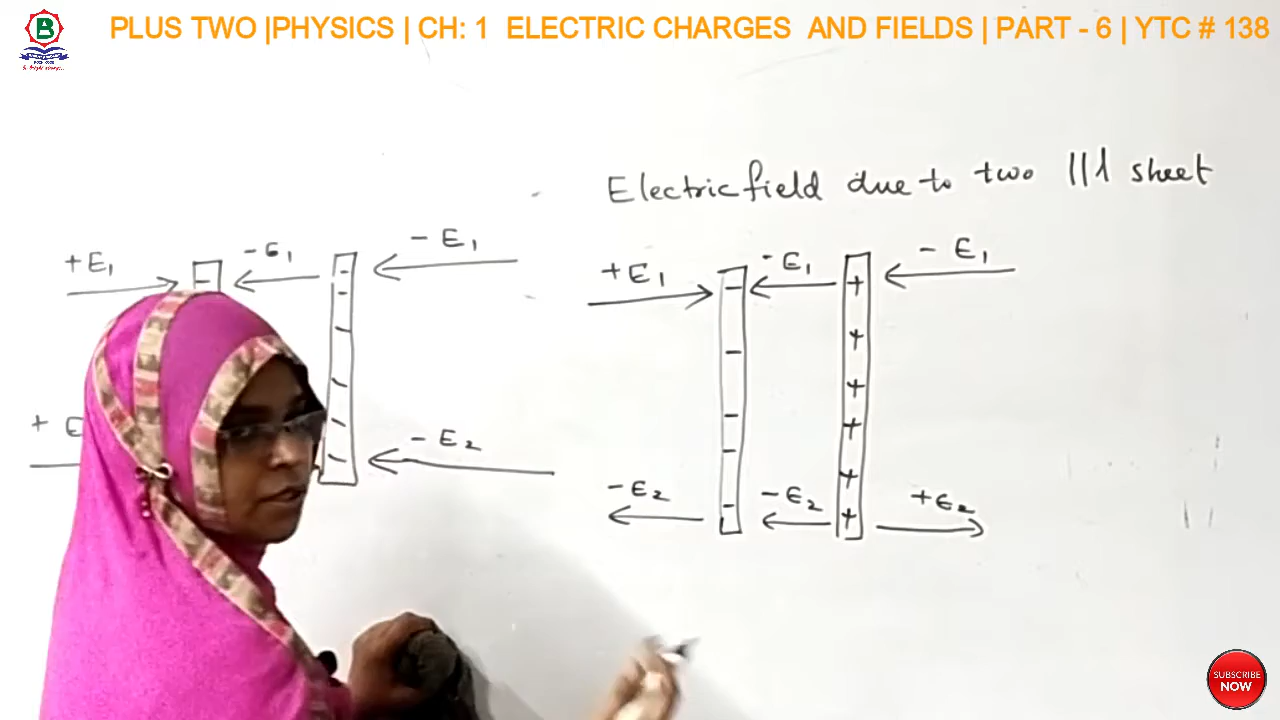 PLUS TWO |PHYSICS | CH: 1 ELECTRIC CHARGES AND FIELDS | PART - 6 | YTC # 138
B
Electric field due to two ||l sheet
+E₁ -E₁ -E₁
+E₁ -E₁ -E₁
+ E -E₂
-E₂ -E₂ +E₂
SUBSCRIBE
NOW